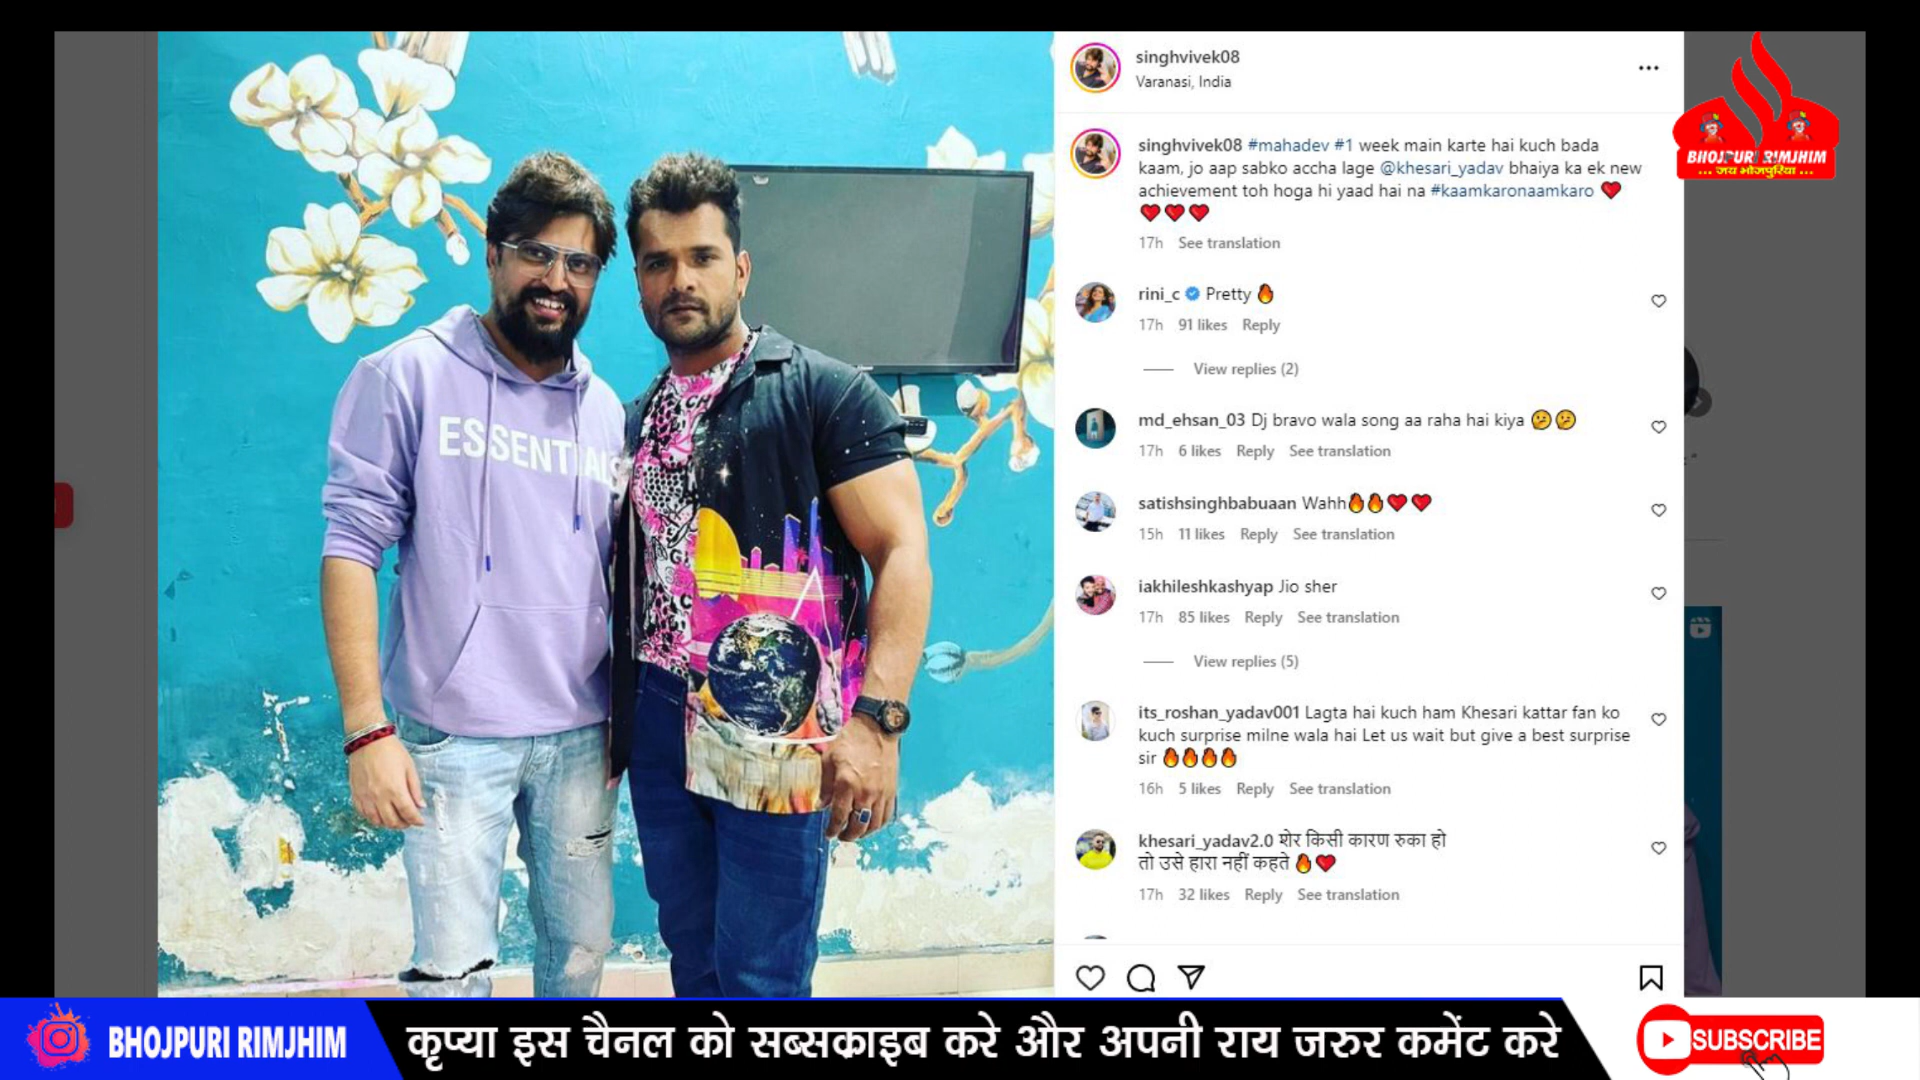 singhvivek08
Varanasi, India
singhvivek08 #mahadev #1 week main karte hai kuch bada
kaam, jo aap sabko accha lage @khesari_yadav bhaiya ka ek new
achievement toh hoga hi yaad hai na #kaamkaronaamkaro ❤️
❤️❤️❤️
17h See translation
rini_c Pretty 🔥
17h 91 likes Reply
View replies (2)
md_ehsan_03 Dj bravo wala song aa raha hai kiya 🤔🤔
17h 6 likes Reply See translation
satishsinghbabuaan Wahh🔥🔥❤️❤️
15h 11 likes Reply See translation
iakhileshkashyap Jio sher
17h 85 likes Reply See translation
View replies (5)
its_roshan_yadav001 Lagta hai kuch ham Khesari kattar fan ko
kuch surprise milne wala hai Let us wait but give a best surprise
sir 🔥🔥🔥🔥
16h 5 likes Reply See translation
khesari_yadav2.0 शेर किसी कारण रुका हो
तो उसे हारा नहीं कहते 🔥❤️
17h 32 likes Reply See translation
BHOJPURI RIMJHIM
... जय भोजपुरिया ...
ESSENTIALS
BHOJPURI RIMJHIM
कृप्या इस चैनल को सब्सक्राइब करे और अपनी राय जरुर कमेंट करे
SUBSCRIBE